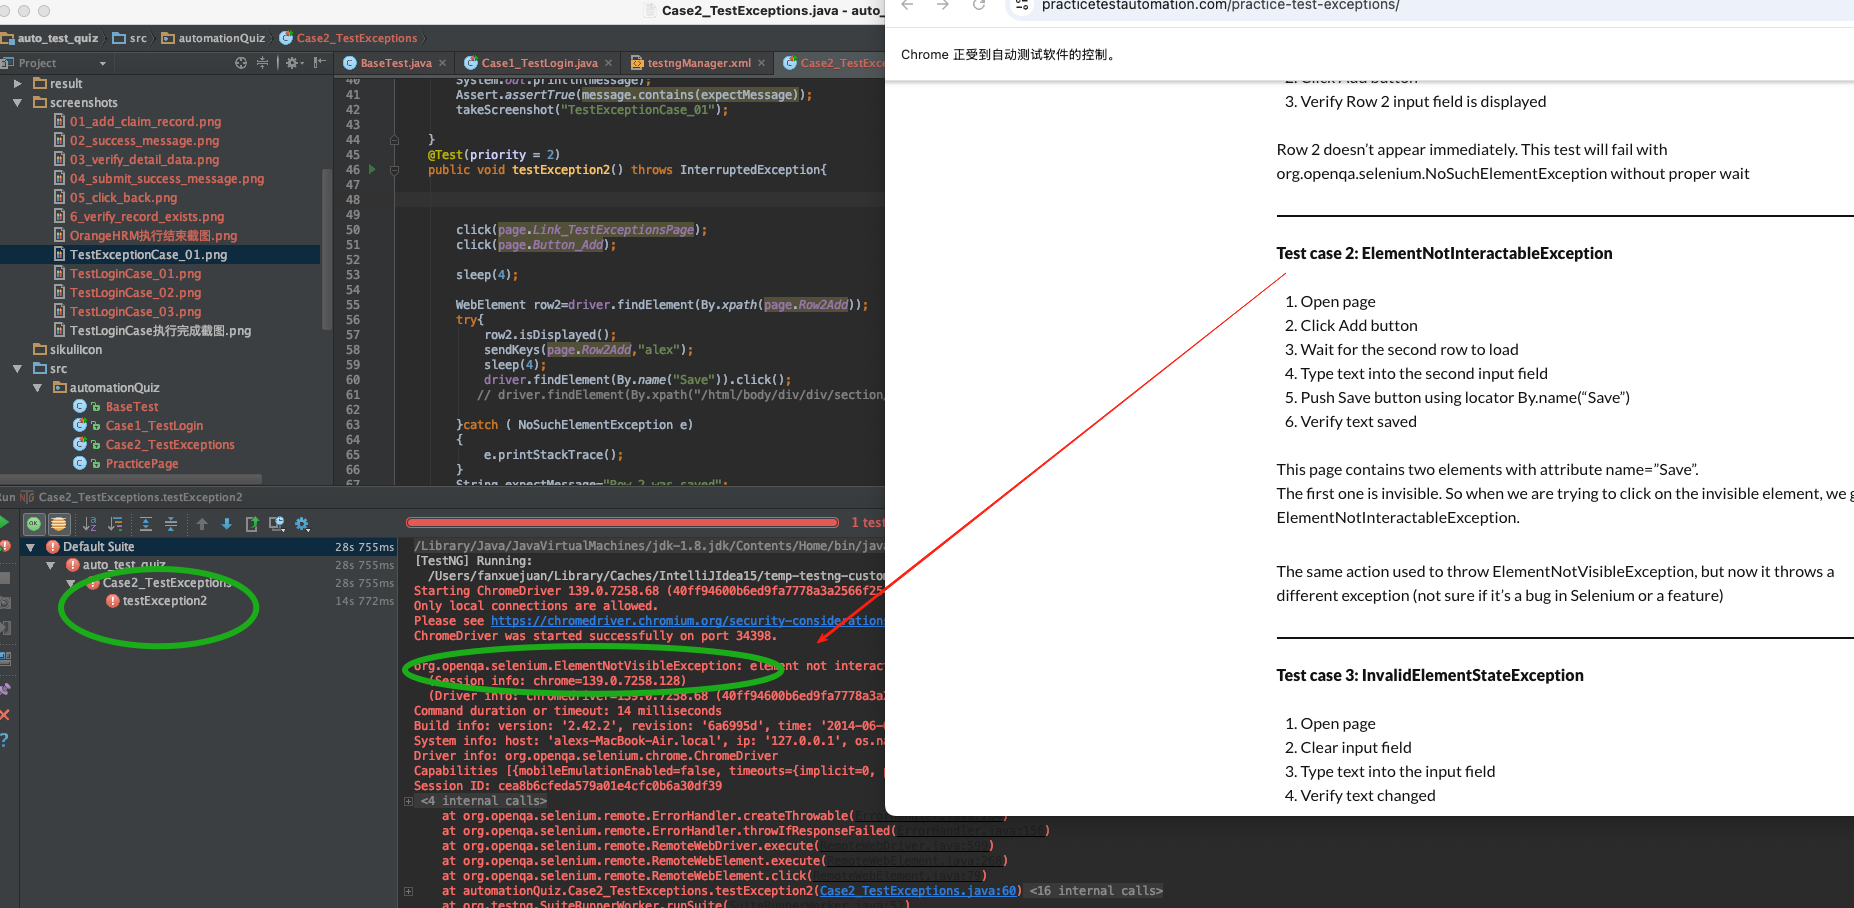 Case2_TestExceptions.java - auto_
auto_test_quiz
src
automationQuiz
Case2_TestExceptions
Project
BaseTest.java
Case1_TestLogin.java
testngManager.xml
Case2_TestExce
result
screenshots
01_add_claim_record.png
02_success_message.png
03_verify_detail_data.png
04_submit_success_message.png
05_click_back.png
6_verify_record_exists.png
OrangeHRM执行结束截图.png
TestExceptionCase_01.png
TestLoginCase_01.png
TestLoginCase_02.png
TestLoginCase_03.png
TestLoginCase执行完成截图.png
sikuliIcon
src
automationQuiz
BaseTest
Case1_TestLogin
Case2_TestExceptions
PracticePage
40 System.out.println(message);
41 Assert.assertTrue(message.contains(expectMessage));
42 takeScreenshot("TestExceptionCase_01");
43
44 }
45 @Test(priority = 2)
46 public void testException2() throws InterruptedException{
47
48
49
50 click(page.Link_TestExceptionsPage);
51 click(page.Button_Add);
52
53 sleep(4);
54
55 WebElement row2=driver.findElement(By.xpath(page.Row2Add));
56 try{
57 row2.isDisplayed();
58 sendKeys(page.Row2Add,"alex");
59 sleep(4);
60 driver.findElement(By.name("Save")).click();
61 // driver.findElement(By.xpath("/html/body/div/div/section/
62
63 }catch ( NoSuchElementException e)
64 {
65 e.printStackTrace();
66 }
67 String expectMessage="Row 2 was saved";
un Case2_TestExceptions.testException2
1 test
Default Suite 28s 755ms
auto_test_quiz 28s 755ms
Case2_TestExceptions 28s 755ms
testException2 14s 772ms
/Library/Java/JavaVirtualMachines/jdk-1.8.jdk/Contents/Home/bin/java
[TestNG] Running:
/Users/fanxuejuan/Library/Caches/IntelliJIdea15/temp-testng-custom
Starting ChromeDriver 139.0.7258.68 (40ff94600b6ed9fa7778a3a2566f25
Only local connections are allowed.
Please see https://chromedriver.chromium.org/security-considerations
ChromeDriver was started successfully on port 34398.
org.openqa.selenium.ElementNotVisibleException: element not interac
(Session info: chrome=139.0.7258.128)
(Driver info: chromedriver=139.0.7258.68 (40ff94600b6ed9fa7778a3a
Command duration or timeout: 14 milliseconds
Build info: version: '2.42.2', revision: '6a6995d', time: '2014-06-
System info: host: 'alexs-MacBook-Air.local', ip: '127.0.0.1', os.na
Driver info: org.openqa.selenium.chrome.ChromeDriver
Capabilities [{mobileEmulationEnabled=false, timeouts={implicit=0, p
Session ID: cea8b6cfeda579a01e4cfc0b6a30df39
<4 internal calls>
at org.openqa.selenium.remote.ErrorHandler.createThrowable(
at org.openqa.selenium.remote.ErrorHandler.throwIfResponseFailed(ErrorHandler.java:156)
at org.openqa.selenium.remote.RemoteWebDriver.execute(RemoteWebDriver.java:599)
at org.openqa.selenium.remote.RemoteWebElement.execute(RemoteWebElement.java:268)
at org.openqa.selenium.remote.RemoteWebElement.click(RemoteWebElement.java:79)
at automationQuiz.Case2_TestExceptions.testException2(Case2_TestExceptions.java:60) <16 internal calls>
at org.testng.SuiteRunnerWorker.runSuite(
practicetestautomation.com/practice-test-exceptions/
Chrome 正受到自动测试软件的控制。
2. Click Add button
3. Verify Row 2 input field is displayed
Row 2 doesn’t appear immediately. This test will fail with
org.openqa.selenium.NoSuchElementException without proper wait
Test case 2: ElementNotInteractableException
1. Open page
2. Click Add button
3. Wait for the second row to load
4. Type text into the second input field
5. Push Save button using locator By.name(“Save”)
6. Verify text saved
This page contains two elements with attribute name=”Save”.
The first one is invisible. So when we are trying to click on the invisible element, we g
ElementNotInteractableException.
The same action used to throw ElementNotVisibleException, but now it throws a
different exception (not sure if it’s a bug in Selenium or a feature)
Test case 3: InvalidElementStateException
1. Open page
2. Clear input field
3. Type text into the input field
4. Verify text changed